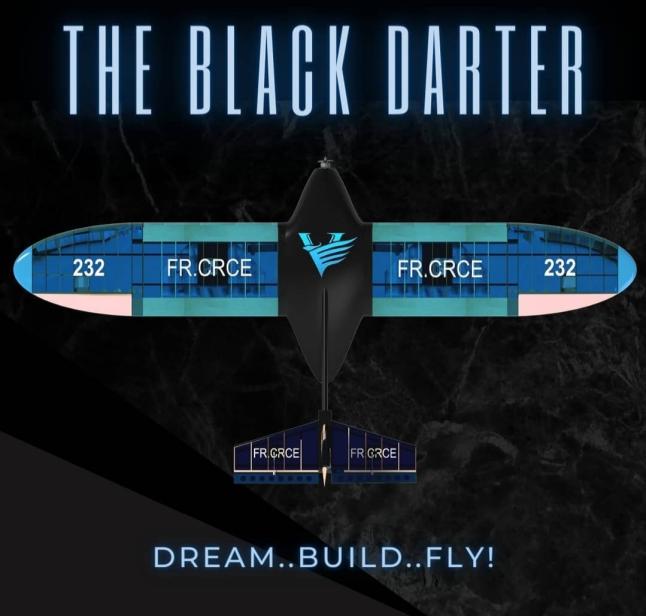 THE BLACK DARTER
232 FR.CRCE FR.CRCE 232
FR.CRCE FR.CRCE
DREAM..BUILD..FLY!